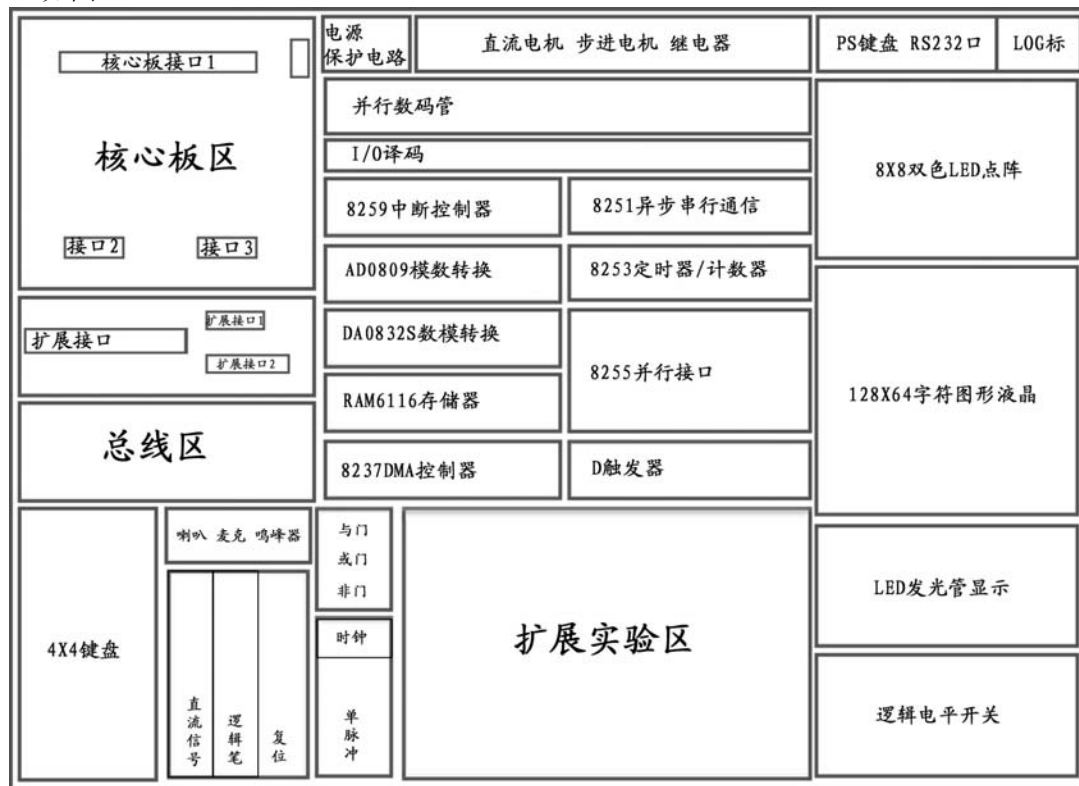 核心板接口1
核心板区
接口2
接口3
电源
保护电路
直流电机 步进电机 继电器
PS键盘 RS232口
LOG标
并行数码管
I/O译码
8259中断控制器
8251异步串行通信
AD0809模数转换
8253定时器/计数器
DA0832S数模转换
8255并行接口
RAM6116存储器
8237DMA控制器
D触发器
8X8双色LED点阵
128X64字符图形液晶
扩展接口
扩展接口1
扩展接口2
总线区
4X4键盘
喇叭 麦克 鸣峰器
直流信号
逻辑笔
复位
与门
或门
非门
时钟
单脉冲
扩展实验区
LED发光管显示
逻辑电平开关